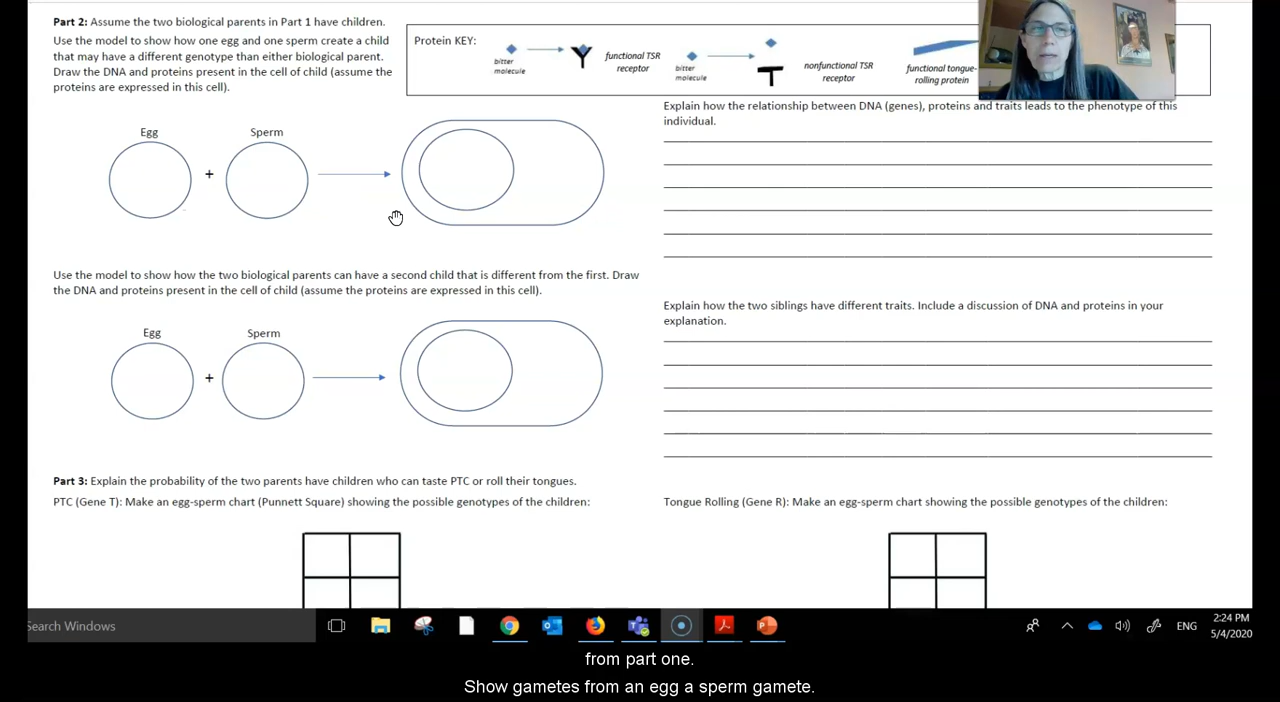 Part 2: Assume the two biological parents in Part 1 have children.
Use the model to show how one egg and one sperm create a child
that may have a different genotype than either biological parent.
Draw the DNA and proteins present in the cell of child (assume the
proteins are expressed in this cell).
Protein KEY:
bitter
molecule
functional TSR
receptor
bitter
molecule
nonfunctional TSR
receptor
functional tongue-
rolling protein
Egg
Sperm
+
Explain how the relationship between DNA (genes), proteins and traits leads to the phenotype of this
individual.
Use the model to show how the two biological parents can have a second child that is different from the first. Draw
the DNA and proteins present in the cell of child (assume the proteins are expressed in this cell).
Egg
Sperm
+
Explain how the two siblings have different traits. Include a discussion of DNA and proteins in your
explanation.
Part 3: Explain the probability of the two parents have children who can taste PTC or roll their tongues.
PTC (Gene T): Make an egg-sperm chart (Punnett Square) showing the possible genotypes of the children:
Tongue Rolling (Gene R): Make an egg-sperm chart showing the possible genotypes of the children:
Search Windows
ENG
2:24 PM
5/4/2020
from part one.
Show gametes from an egg a sperm gamete.